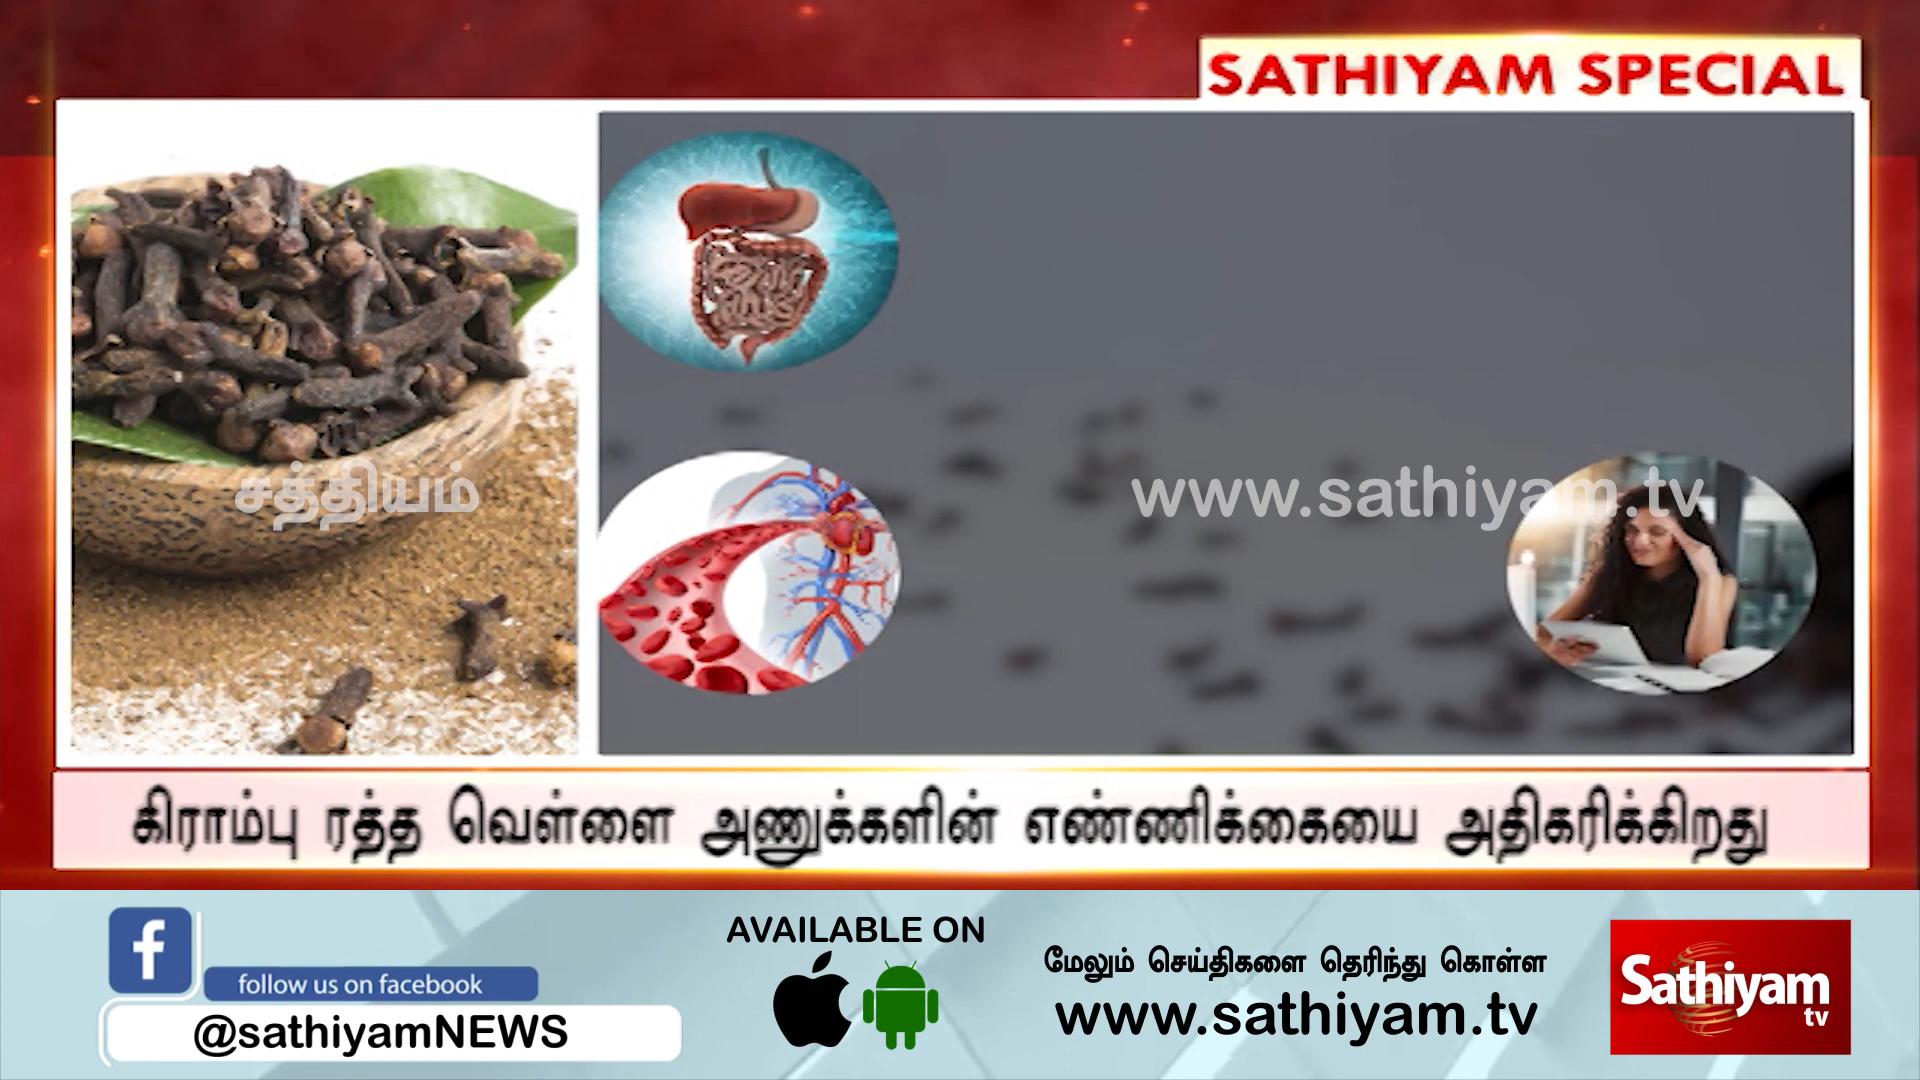 SATHIYAM SPECIAL
சத்தியம்
www.sathiyam.tv
கிராம்பு ரத்த வெள்ளை அணுக்களின் எண்ணிக்கையை அதிகரிக்கிறது
follow us on facebook
@sathiyamNEWS
AVAILABLE ON
மேலும் செய்திகளை தெரிந்து கொள்ள
www.sathiyam.tv
Sathiyam
tv